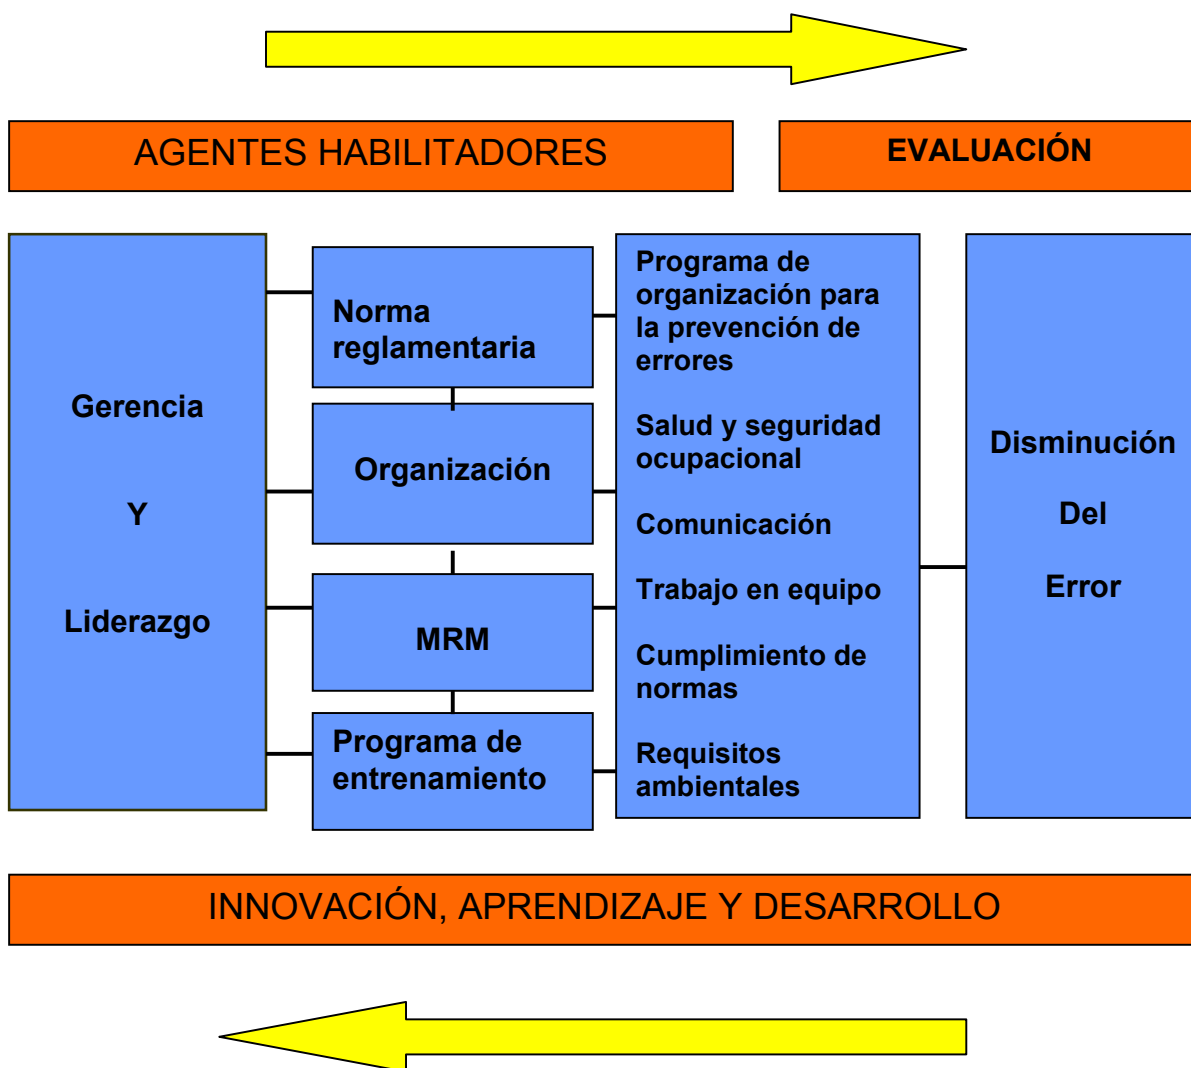 AGENTES HABILITADORES
EVALUACIÓN
Gerencia
Y
Liderazgo
Norma
reglamentaria
Organización
MRM
Programa de
entrenamiento
Programa de
organización para
la prevención de
errores
Salud y seguridad
ocupacional
Comunicación
Trabajo en equipo
Cumplimiento de
normas
Requisitos
ambientales
Disminución
Del
Error
INNOVACIÓN, APRENDIZAJE Y DESARROLLO